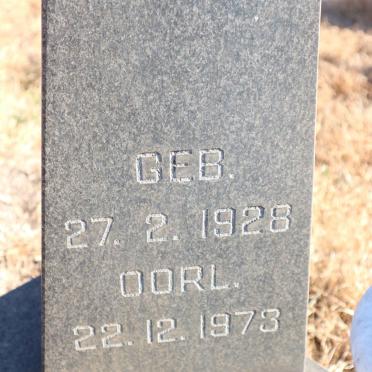 GEB.
27. 2. 1928
OORL.
22. 12. 1973